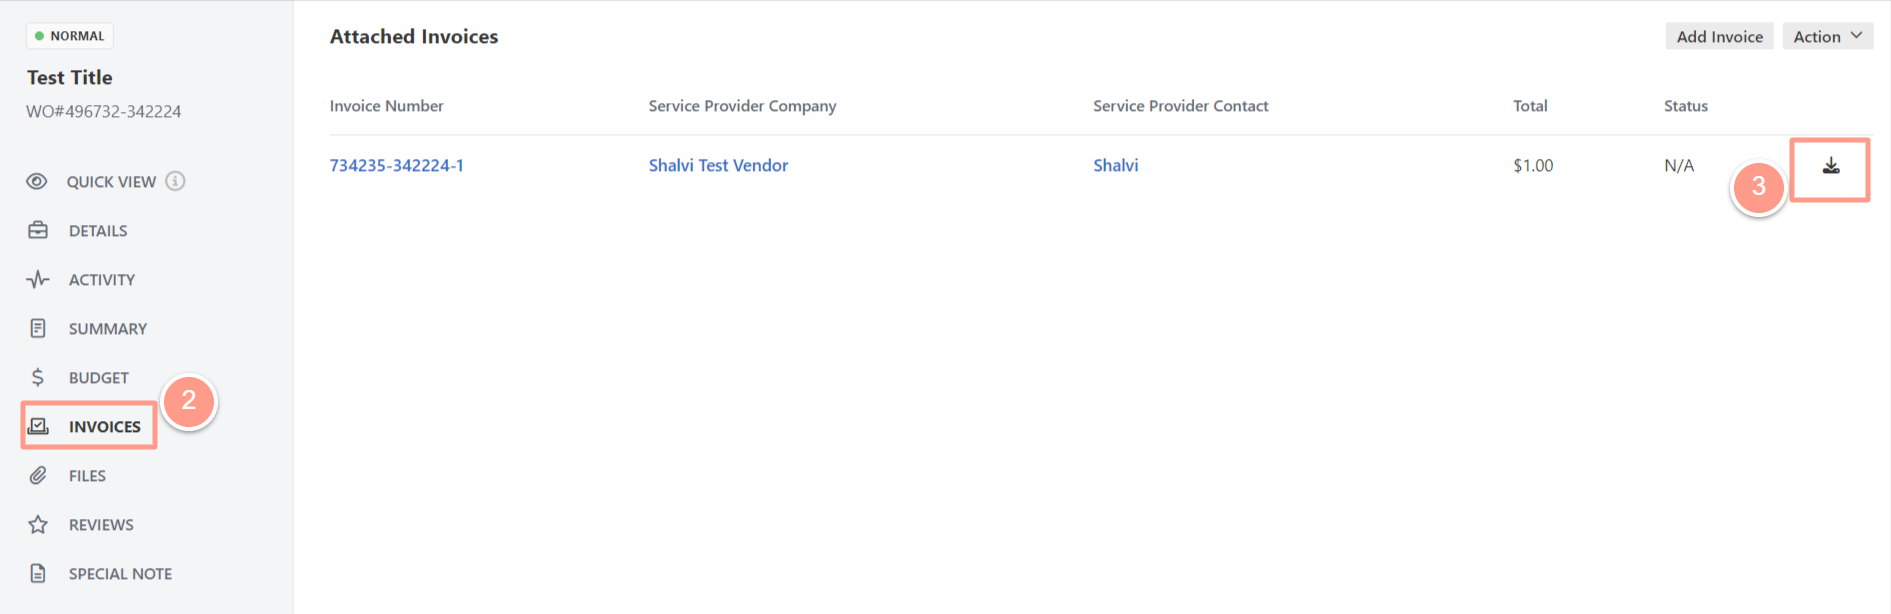 NORMAL
Test Title
WO#496732-342224
QUICK VIEW
DETAILS
ACTIVITY
SUMMARY
BUDGET
INVOICES
2
FILES
REVIEWS
SPECIAL NOTE
Attached Invoices
Add Invoice
Action
Invoice Number Service Provider Company Service Provider Contact Total Status
734235-342224-1 Shalvi Test Vendor Shalvi $1.00 N/A
3